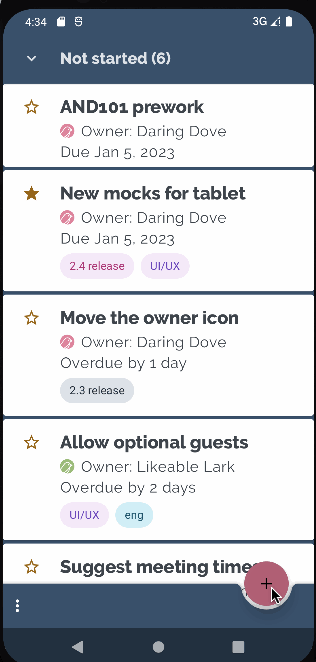 4:34
3G
Not started (6)
AND101 prework
Owner: Daring Dove
Due Jan 5, 2023
New mocks for tablet
Owner: Daring Dove
Due Jan 5, 2023
2.4 release UI/UX
Move the owner icon
Owner: Daring Dove
Overdue by 1 day
2.3 release
Allow optional guests
Owner: Likeable Lark
Overdue by 2 days
UI/UX eng
Suggest meeting times